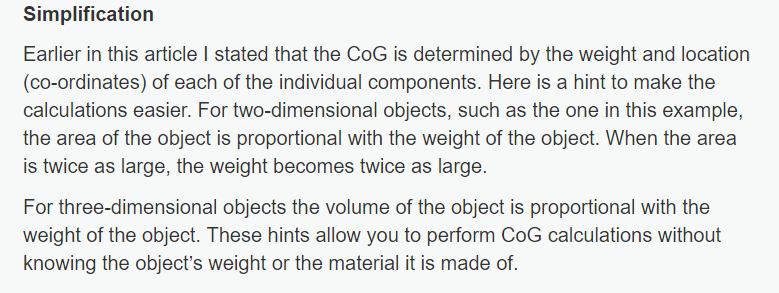 Simplification
Earlier in this article I stated that the CoG is determined by the weight and location
(co-ordinates) of each of the individual components. Here is a hint to make the
calculations easier. For two-dimensional objects, such as the one in this example,
the area of the object is proportional with the weight of the object. When the area
is twice as large, the weight becomes twice as large.
For three-dimensional objects the volume of the object is proportional with the
weight of the object. These hints allow you to perform CoG calculations without
knowing the object’s weight or the material it is made of.